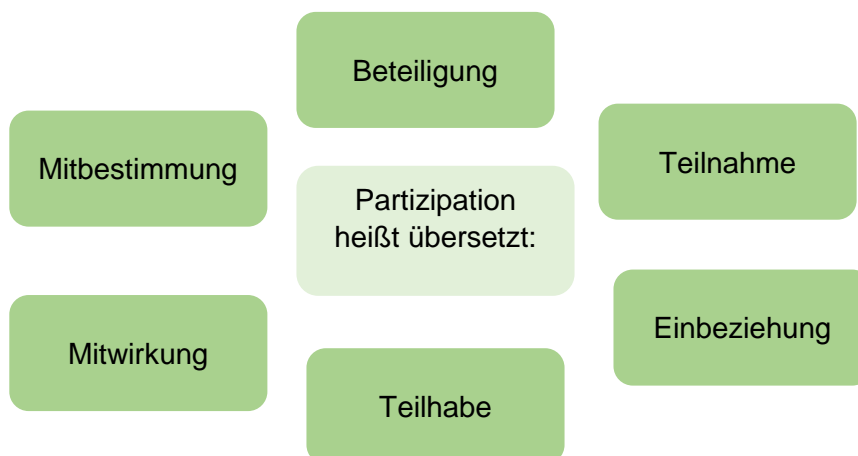 Beteiligung
Mitbestimmung
Teilnahme
Partizipation
heißt übersetzt:
Mitwirkung
Einbeziehung
Teilhabe